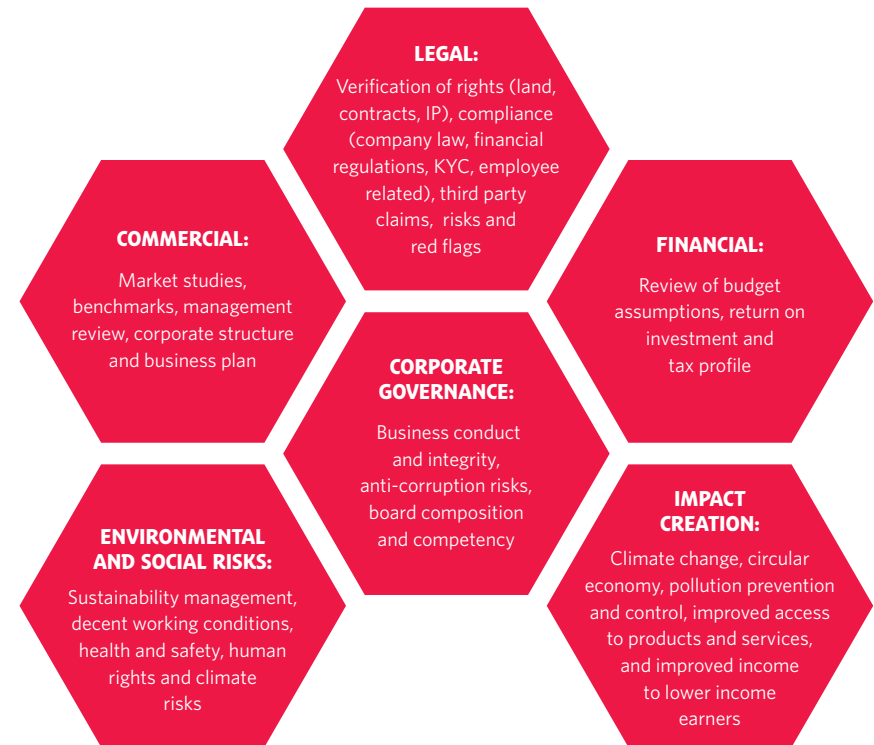 LEGAL:
Verification of rights (land,
contracts, IP), compliance
(company law, financial
regulations, KYC, employee
related), third party
claims, risks and
red flags
COMMERCIAL:
Market studies,
benchmarks, management
review, corporate structure
and business plan
FINANCIAL:
Review of budget
assumptions, return on
investment and
tax profile
CORPORATE
GOVERNANCE:
Business conduct
and integrity,
anti-corruption risks,
board composition
and competency
ENVIRONMENTAL
AND SOCIAL RISKS:
Sustainability management,
decent working conditions,
health and safety, human
rights and climate
risks
IMPACT
CREATION:
Climate change, circular
economy, pollution prevention
and control, improved access
to products and services,
and improved income
to lower income
earners